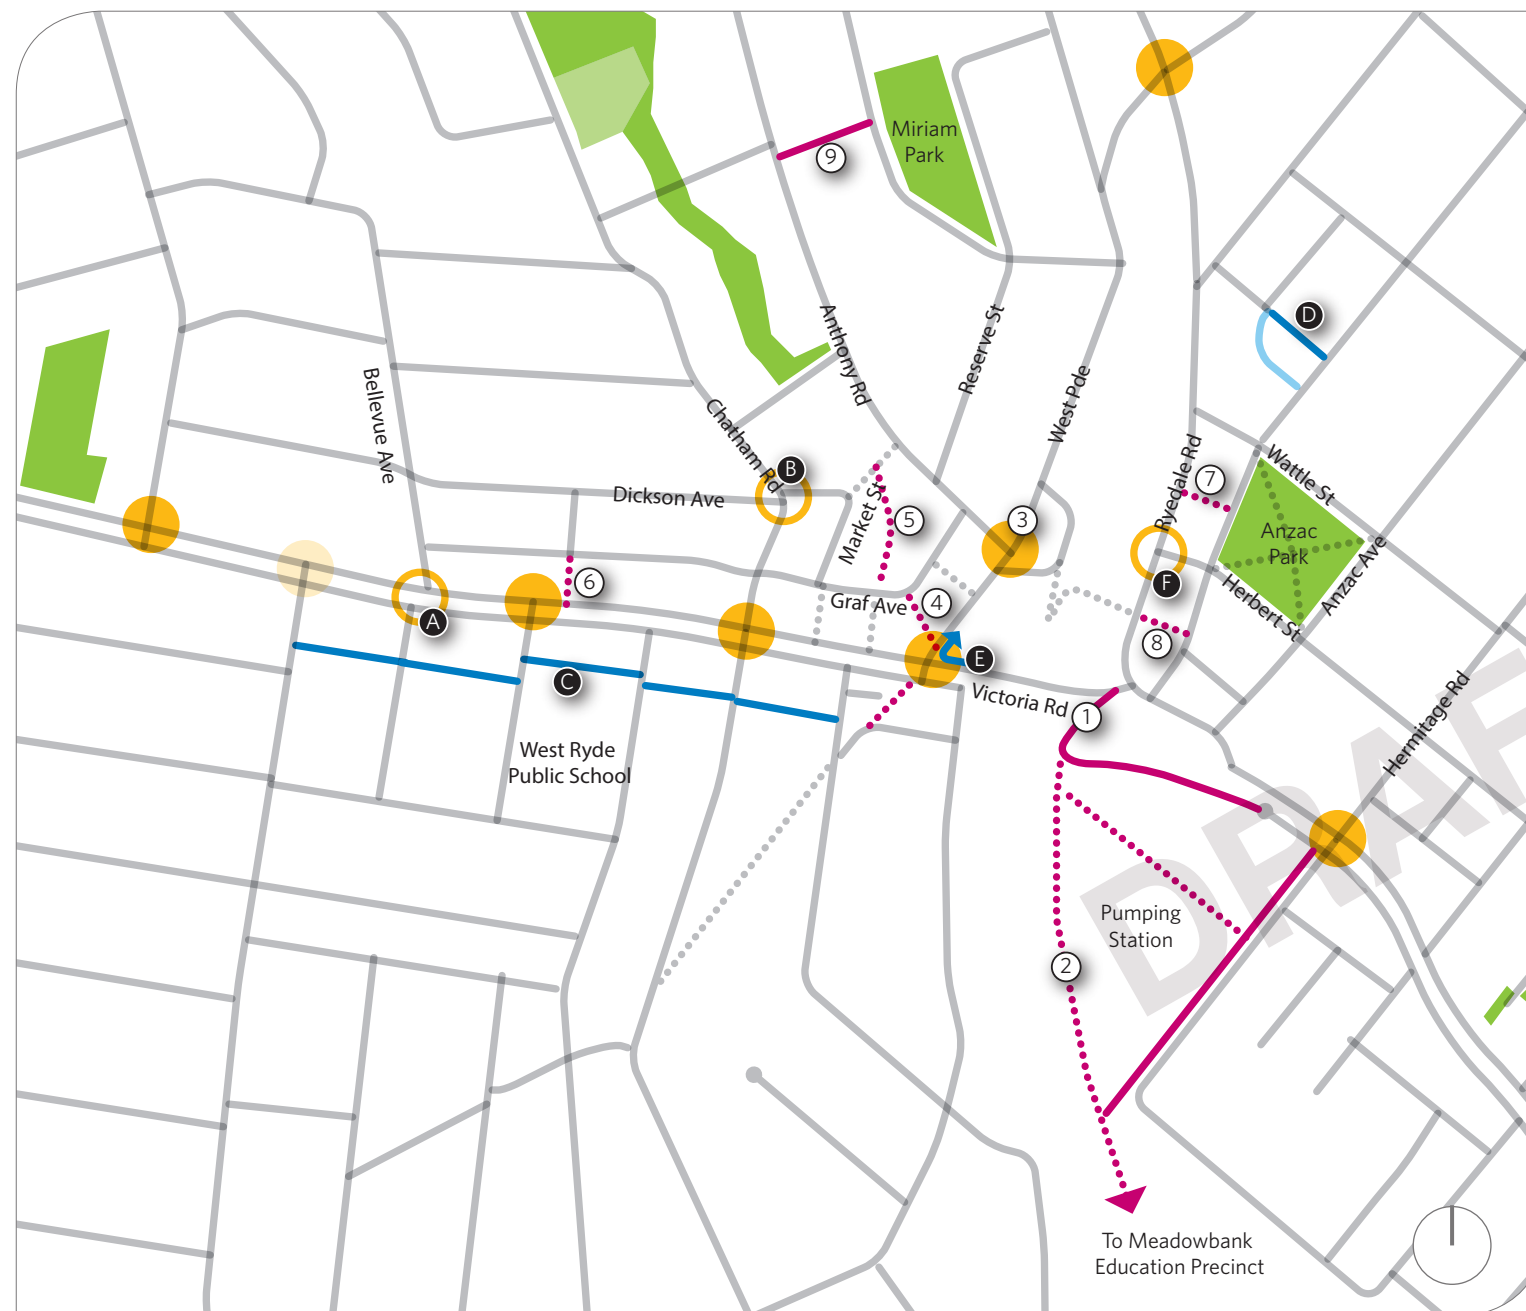 Miriam
Park
9
D
Anthony Rd
Reserve St
West Pde
Bellevue Ave
Chatham Rd
B
Dickson Ave
Market St
5
3
Ryedale Rd
7
Wattle St
Anzac
Park
Anzac Ave
Herbert St
F
6
A
Graf Ave
4
8
E
C
Victoria Rd
1
Hermitage Rd
West Ryde
Public School
DRAF
Pumping
Station
2
To Meadowbank
Education Precinct